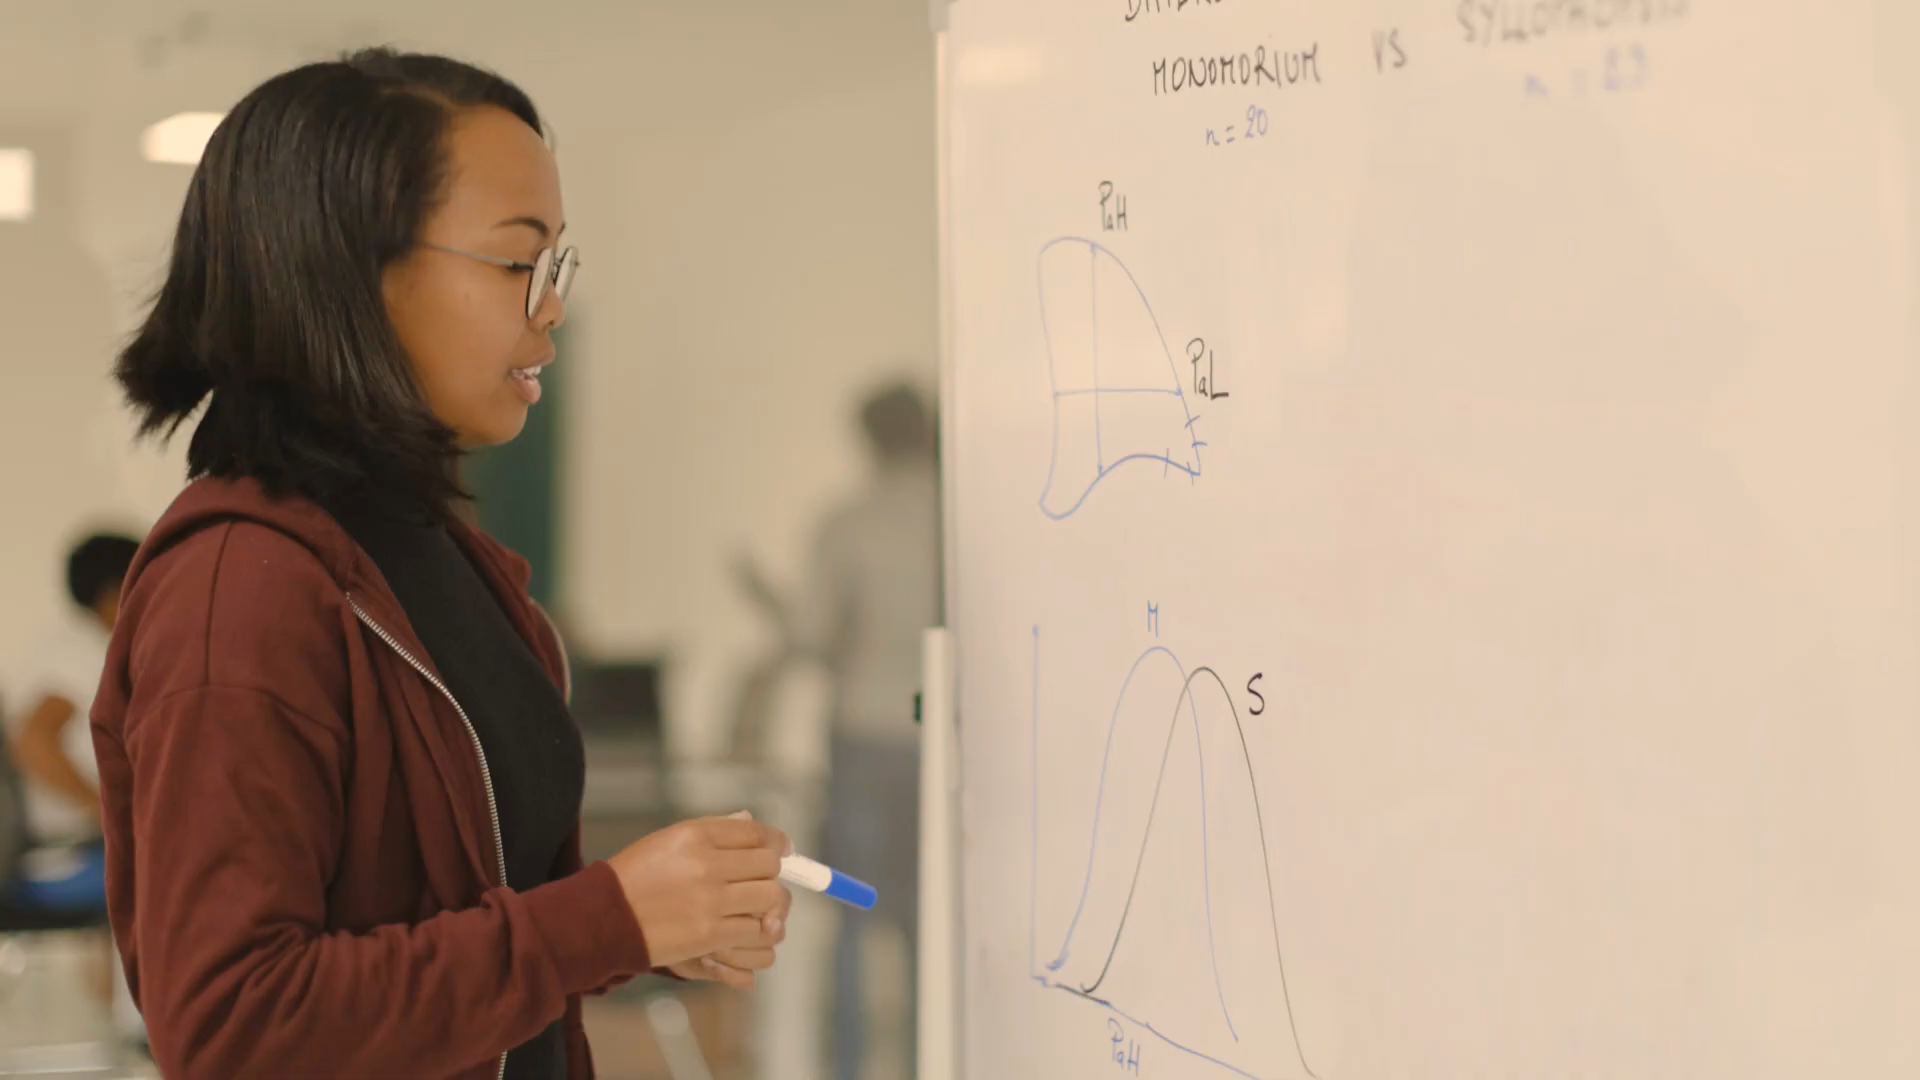 MONOMORIUM VS
n = 20
PaH
PaL
M
S
PaH